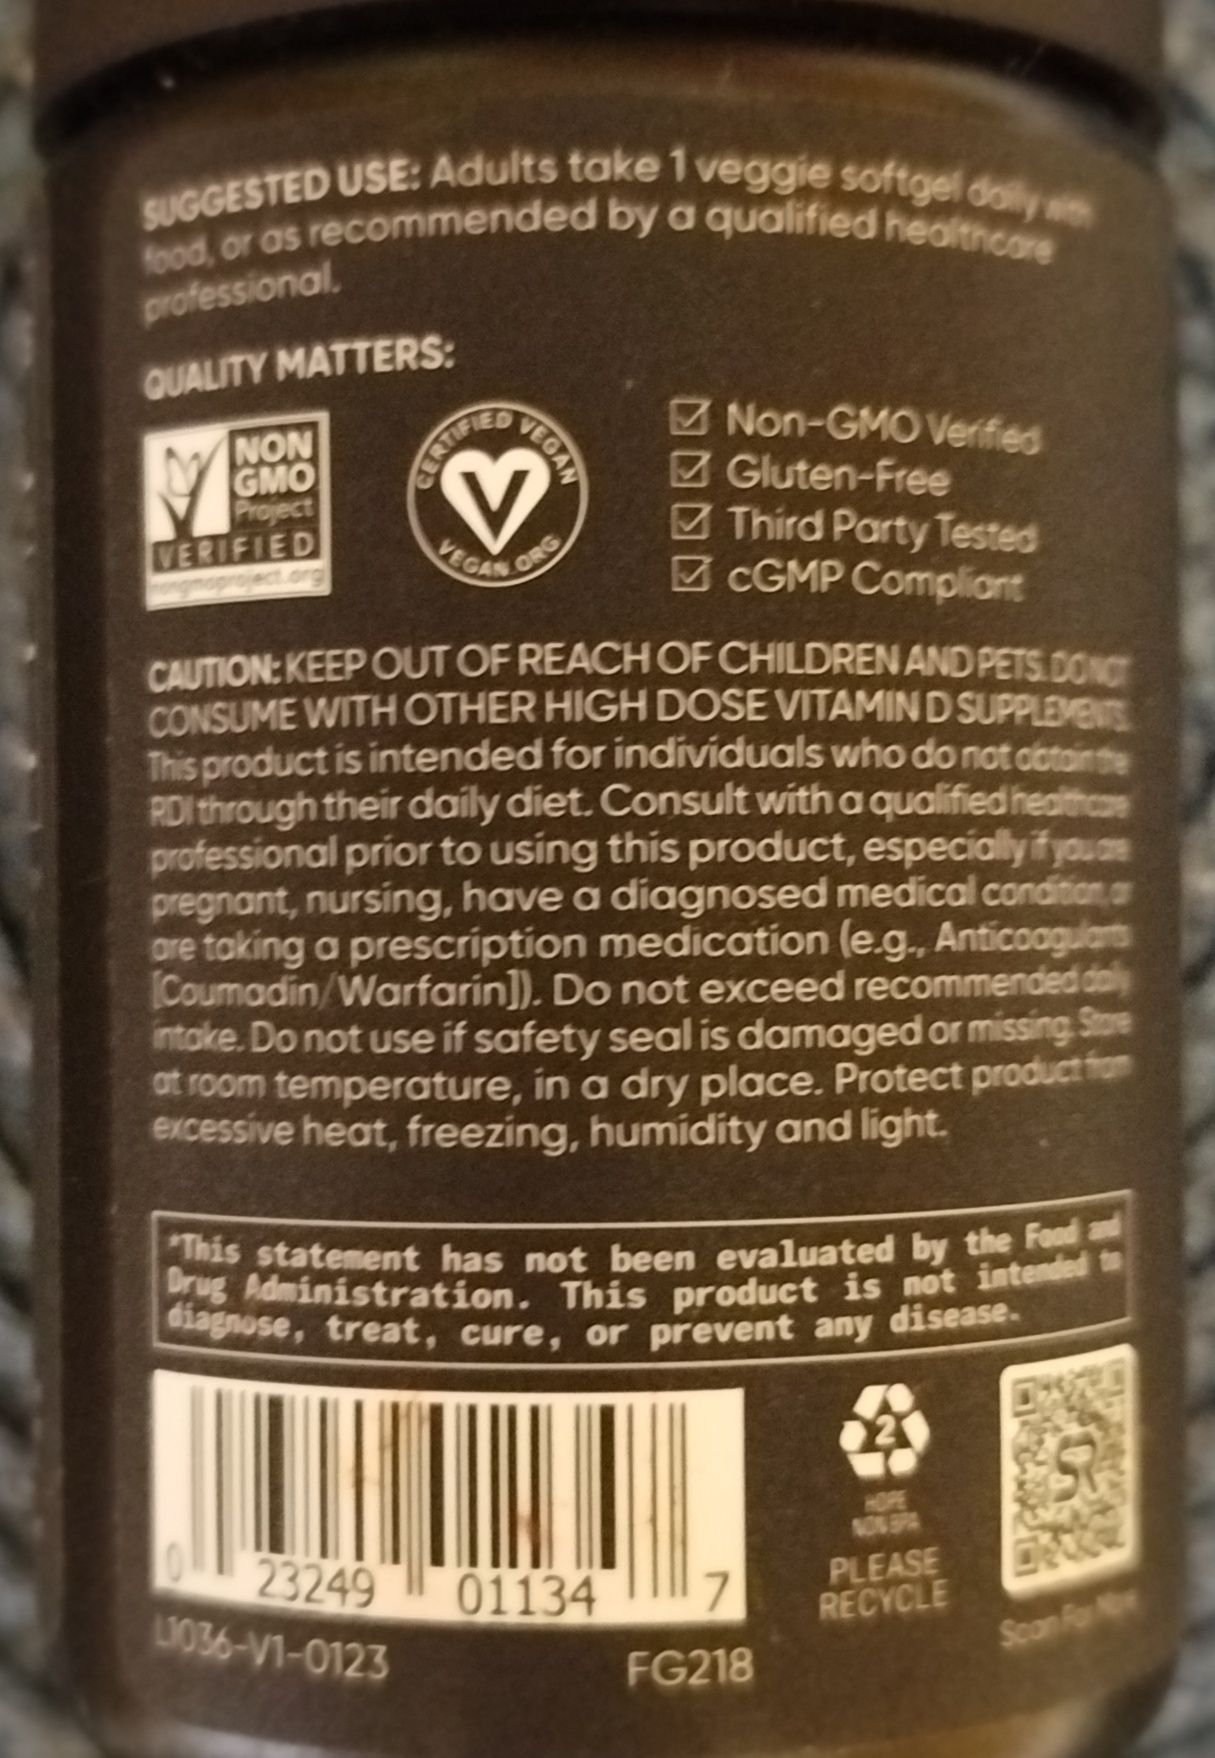 SUGGESTED USE: Adults take 1 veggie softgel daily with
food, or as recommended by a qualified healthcare
professional.
QUALITY MATTERS:
NON
GMO
Project
VERIFIED
nongmoproject.org
CERTIFIED VEGAN
V
VEGAN.ORG
Non-GMO Verified
Gluten-Free
Third Party Tested
cGMP Compliant
CAUTION: KEEP OUT OF REACH OF CHILDREN AND PETS. DO NOT
CONSUME WITH OTHER HIGH DOSE VITAMIN D SUPPLEMENTS.
This product is intended for individuals who do not obtain the
RDI through their daily diet. Consult with a qualified healthcare
professional prior to using this product, especially if you are
pregnant, nursing, have a diagnosed medical condition, or
are taking a prescription medication (e.g., Anticoagulants
[Coumadin/Warfarin]). Do not exceed recommended daily
intake. Do not use if safety seal is damaged or missing. Store
at room temperature, in a dry place. Protect product from
excessive heat, freezing, humidity and light.
*This statement has not been evaluated by the Food and
Drug Administration. This product is not intended to
diagnose, treat, cure, or prevent any disease.
0 23249 01134 7
2
HDPE
NON BPA
PLEASE
RECYCLE
SR
Scan For More
L1036-V1-0123
FG218